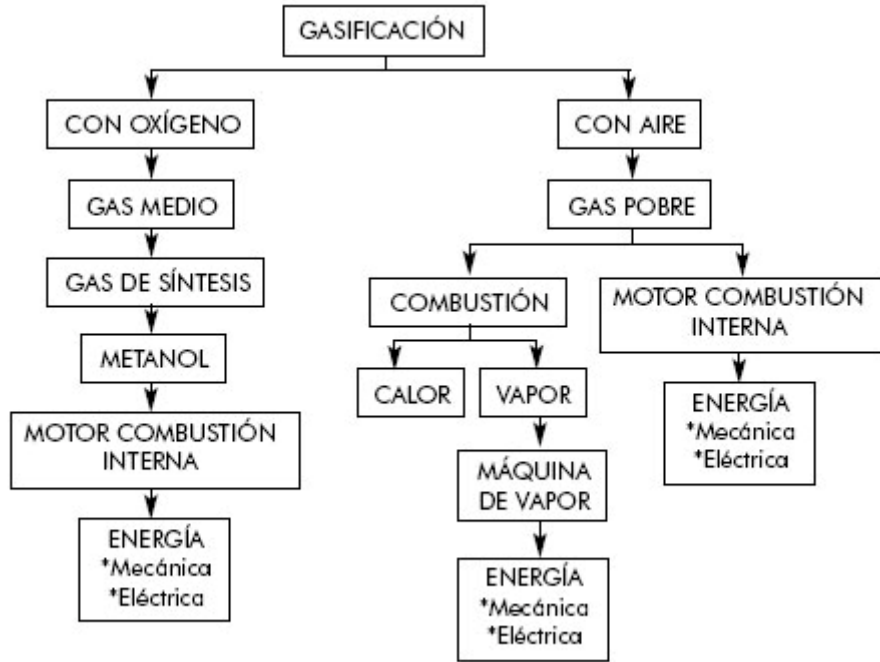 GASIFICACIÓN
CON OXÍGENO
CON AIRE
GAS MEDIO
GAS POBRE
GAS DE SÍNTESIS
COMBUSTIÓN
MOTOR COMBUSTIÓN
INTERNA
METANOL
CALOR
VAPOR
ENERGÍA
*Mecánica
*Eléctrica
MOTOR COMBUSTIÓN
INTERNA
MÁQUINA
DE VAPOR
ENERGÍA
*Mecánica
*Eléctrica
ENERGÍA
*Mecánica
*Eléctrica